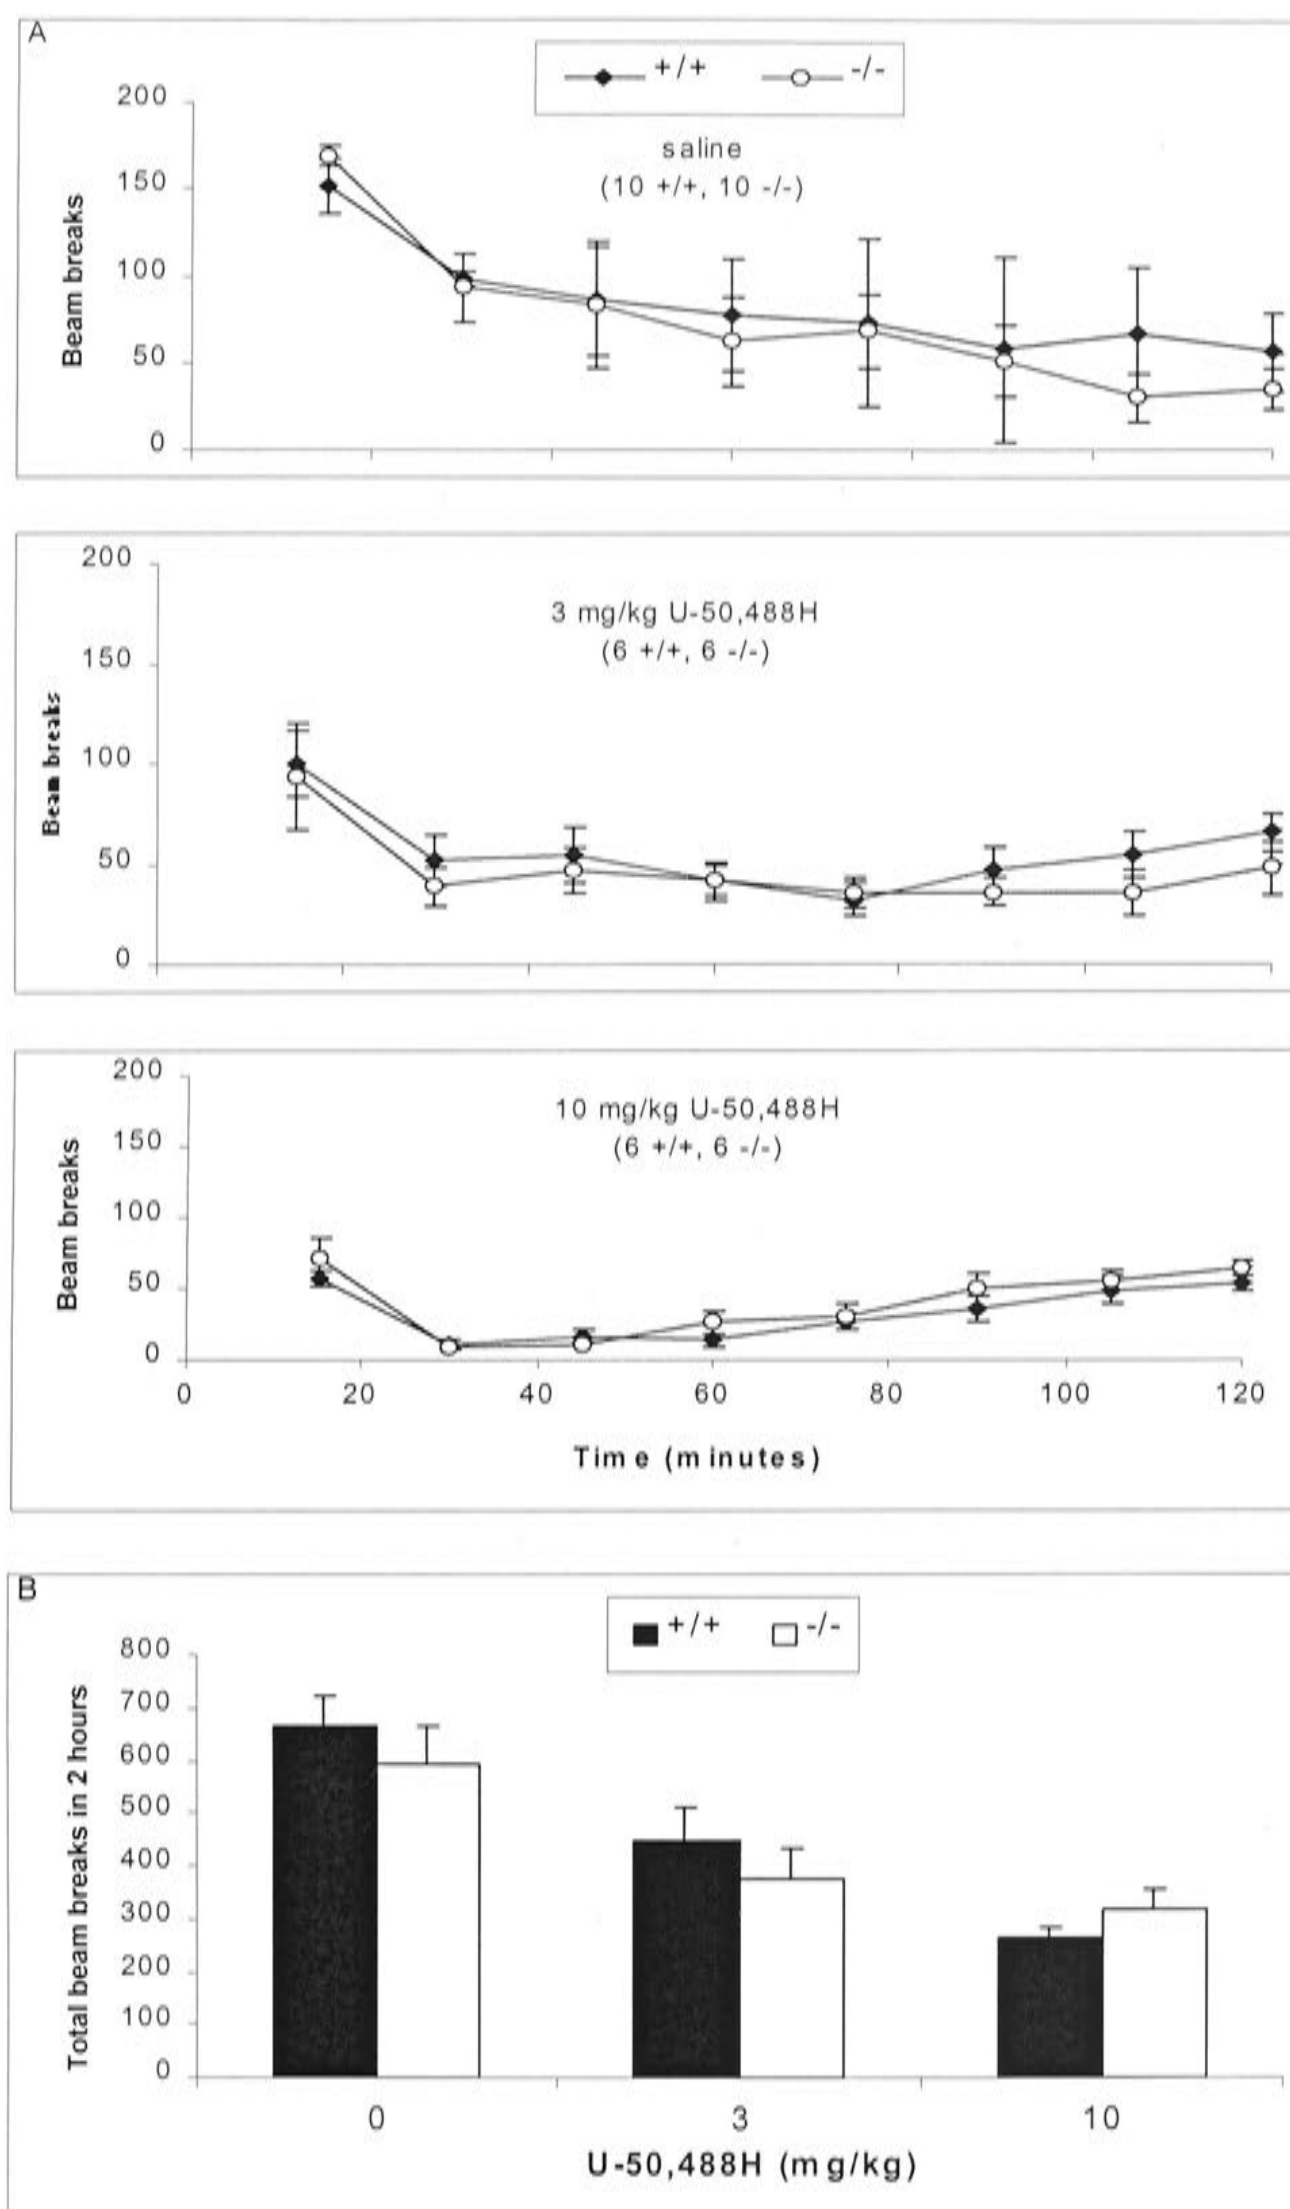 A
+/+ -/-
saline
(10 +/+, 10 -/-)
200
150
100
50
0
Beam breaks
3 mg/kg U-50,488H
(6 +/+, 6 -/-)
200
150
100
50
0
Beam breaks
10 mg/kg U-50,488H
(6 +/+, 6 -/-)
200
150
100
50
0
Beam breaks
0 20 40 60 80 100 120
Time (minutes)
B
+/+ -/-
800
700
600
500
400
300
200
100
0
Total beam breaks in 2 hours
0 3 10
U-50,488H (mg/kg)